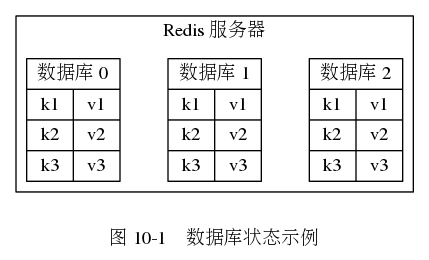 Redis 服务器
数据库 0 数据库 1 数据库 2
k1 v1 k1 v1 k1 v1
k2 v2 k2 v2 k2 v2
k3 v3 k3 v3 k3 v3
图 10-1 数据库状态示例